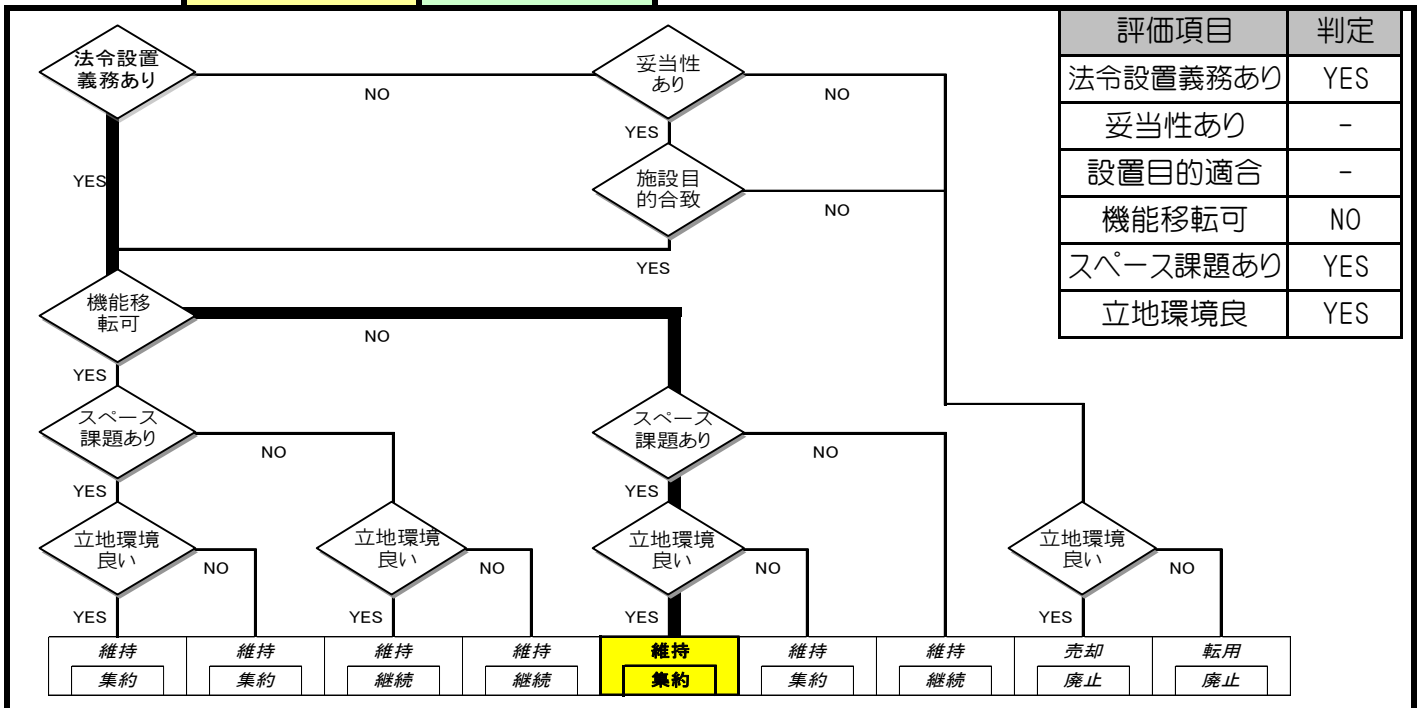 法令設置
義務あり
NO
妥当性
あり
NO
YES
YES
施設目
的合致
NO
YES
機能移
転可
NO
YES
スペース
課題あり
NO
YES
スペース
課題あり
NO
YES
立地環境
良い
NO
YES
立地環境
良い
NO
YES
立地環境
良い
NO
YES
立地環境
良い
NO
YES
維持
集約
維持
集約
維持
継続
維持
継続
維持
集約
維持
集約
維持
継続
売却
廃止
転用
廃止
評価項目 判定
法令設置義務あり YES
妥当性あり -
設置目的適合 -
機能移転可 NO
スペース課題あり YES
立地環境良 YES